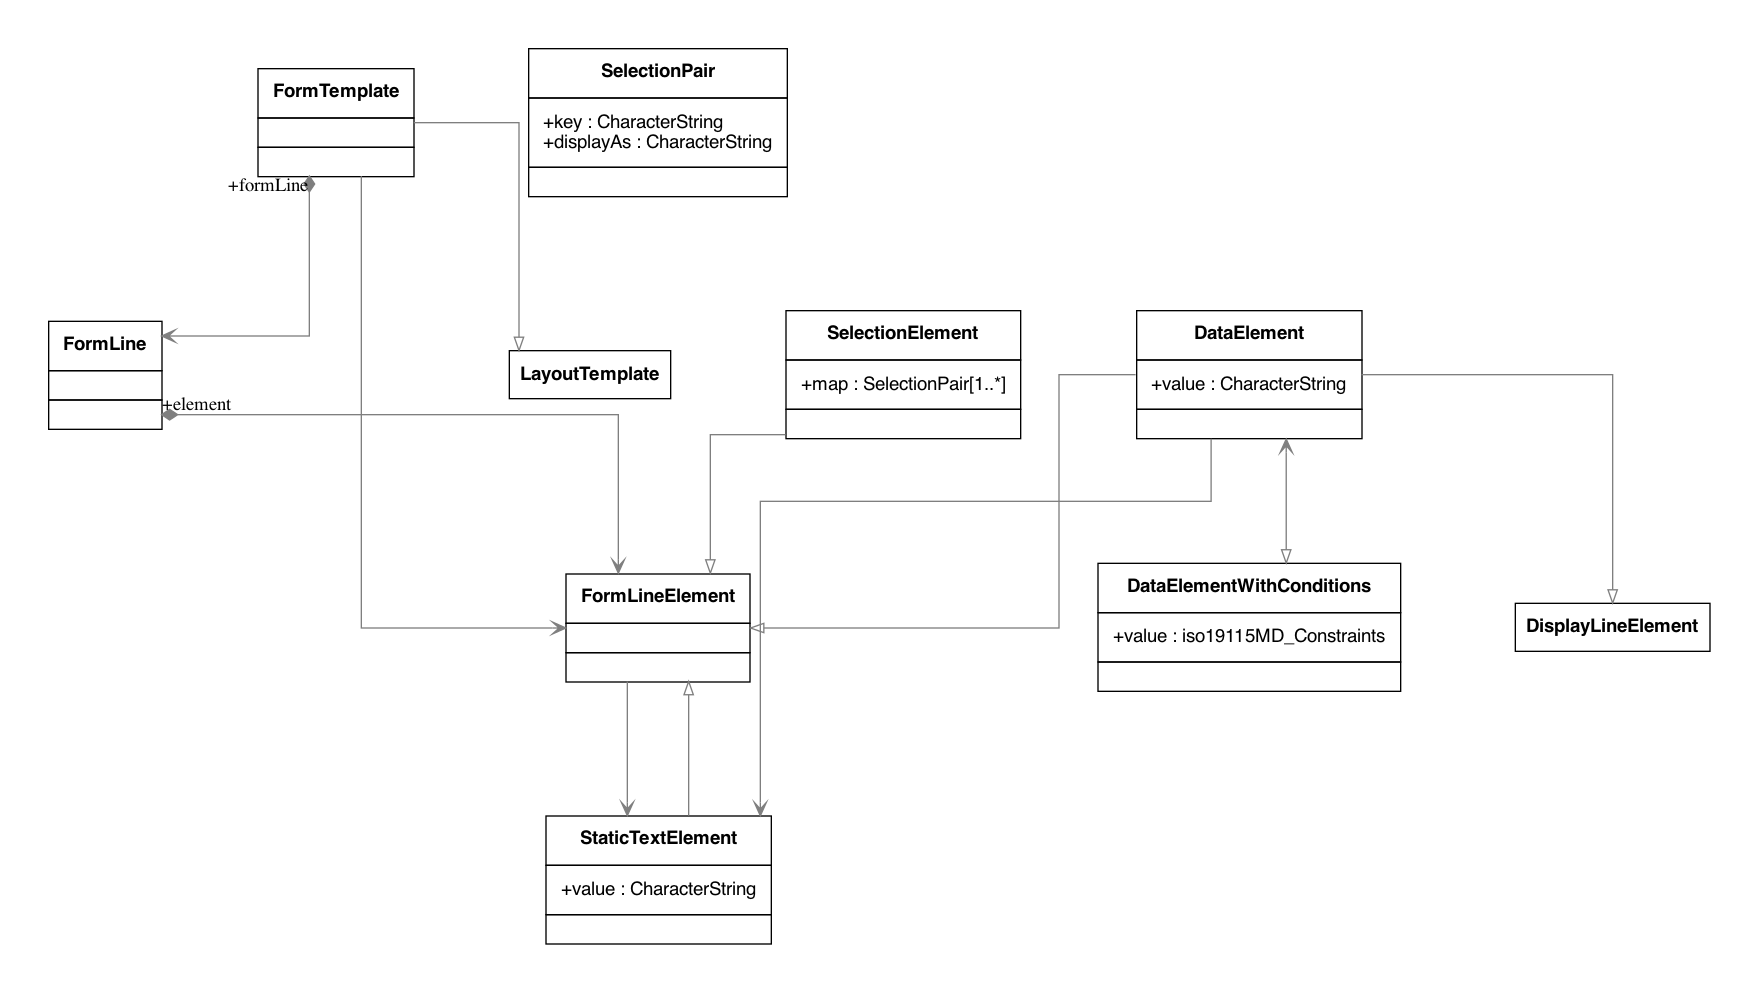 FormTemplate
SelectionPair
+key : CharacterString
+displayAs : CharacterString
+formLine
FormLine
+element
LayoutTemplate
SelectionElement
+map : SelectionPair[1..*]
DataElement
+value : CharacterString
FormLineElement
DataElementWithConditions
+value : iso19115MD_Constraints
DisplayLineElement
StaticTextElement
+value : CharacterString